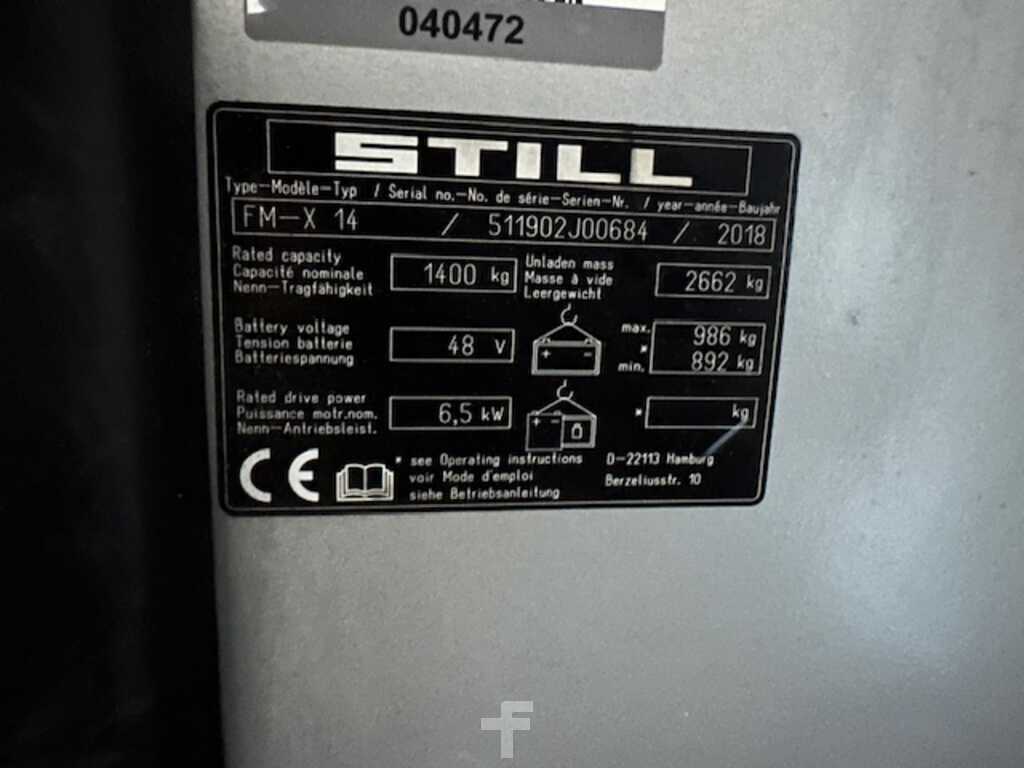 040472
STILL
Type-Modèle-Typ / Serial no.-No. de série-Serien-Nr. / year-année-Baujahr
FM-X 14 / 511902J00684 / 2018
Rated capacity
Capacité nominale
Nenn-Tragfähigkeit
1400 kg
Unladen mass
Masse à vide
Leergewicht
2662 kg
Battery voltage
Tension batterie
Batteriespannung
48 V
max. 986 kg
*
min. 892 kg
Rated drive power
Puissance motr.nom.
Nenn-Antriebsleist.
6,5 kW
* kg
CE
* see Operating instructions
voir Mode d'emploi
siehe Betriebsanleitung
D-22113 Hamburg
Berzeliusstr. 10